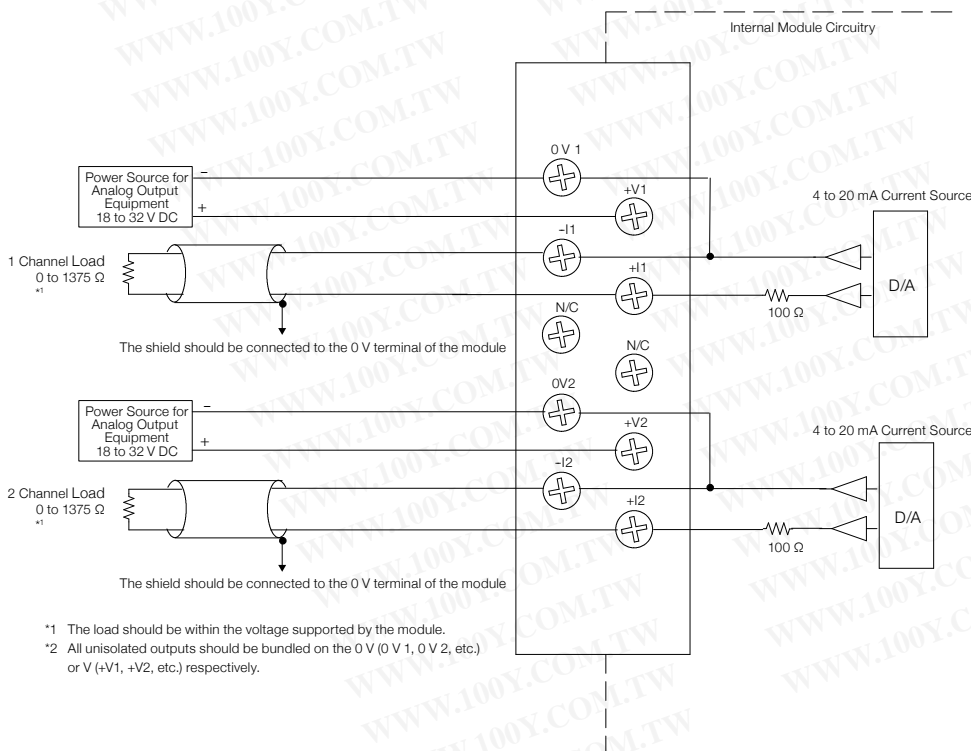 Internal Module Circuitry
0 V 1
Power Source for
Analog Output
Equipment
18 to 32 V DC
–
+
+V1
4 to 20 mA Current Source
–I1
1 Channel Load
0 to 1375 Ω
*1
+I1
D/A
100 Ω
N/C
The shield should be connected to the 0 V terminal of the module
N/C
0V2
Power Source for
Analog Output
Equipment
18 to 32 V DC
–
+
+V2
4 to 20 mA Current Source
–I2
2 Channel Load
0 to 1375 Ω
*1
+I2
D/A
100 Ω
The shield should be connected to the 0 V terminal of the module
*1 The load should be within the voltage supported by the module.
*2 All unisolated outputs should be bundled on the 0 V (0 V 1, 0 V 2, etc.)
or V (+V1, +V2, etc.) respectively.
WWW.100Y.COM.TW